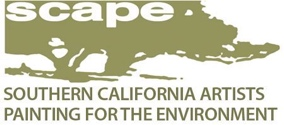 scape
SOUTHERN CALIFORNIA ARTISTS
PAINTING FOR THE ENVIRONMENT